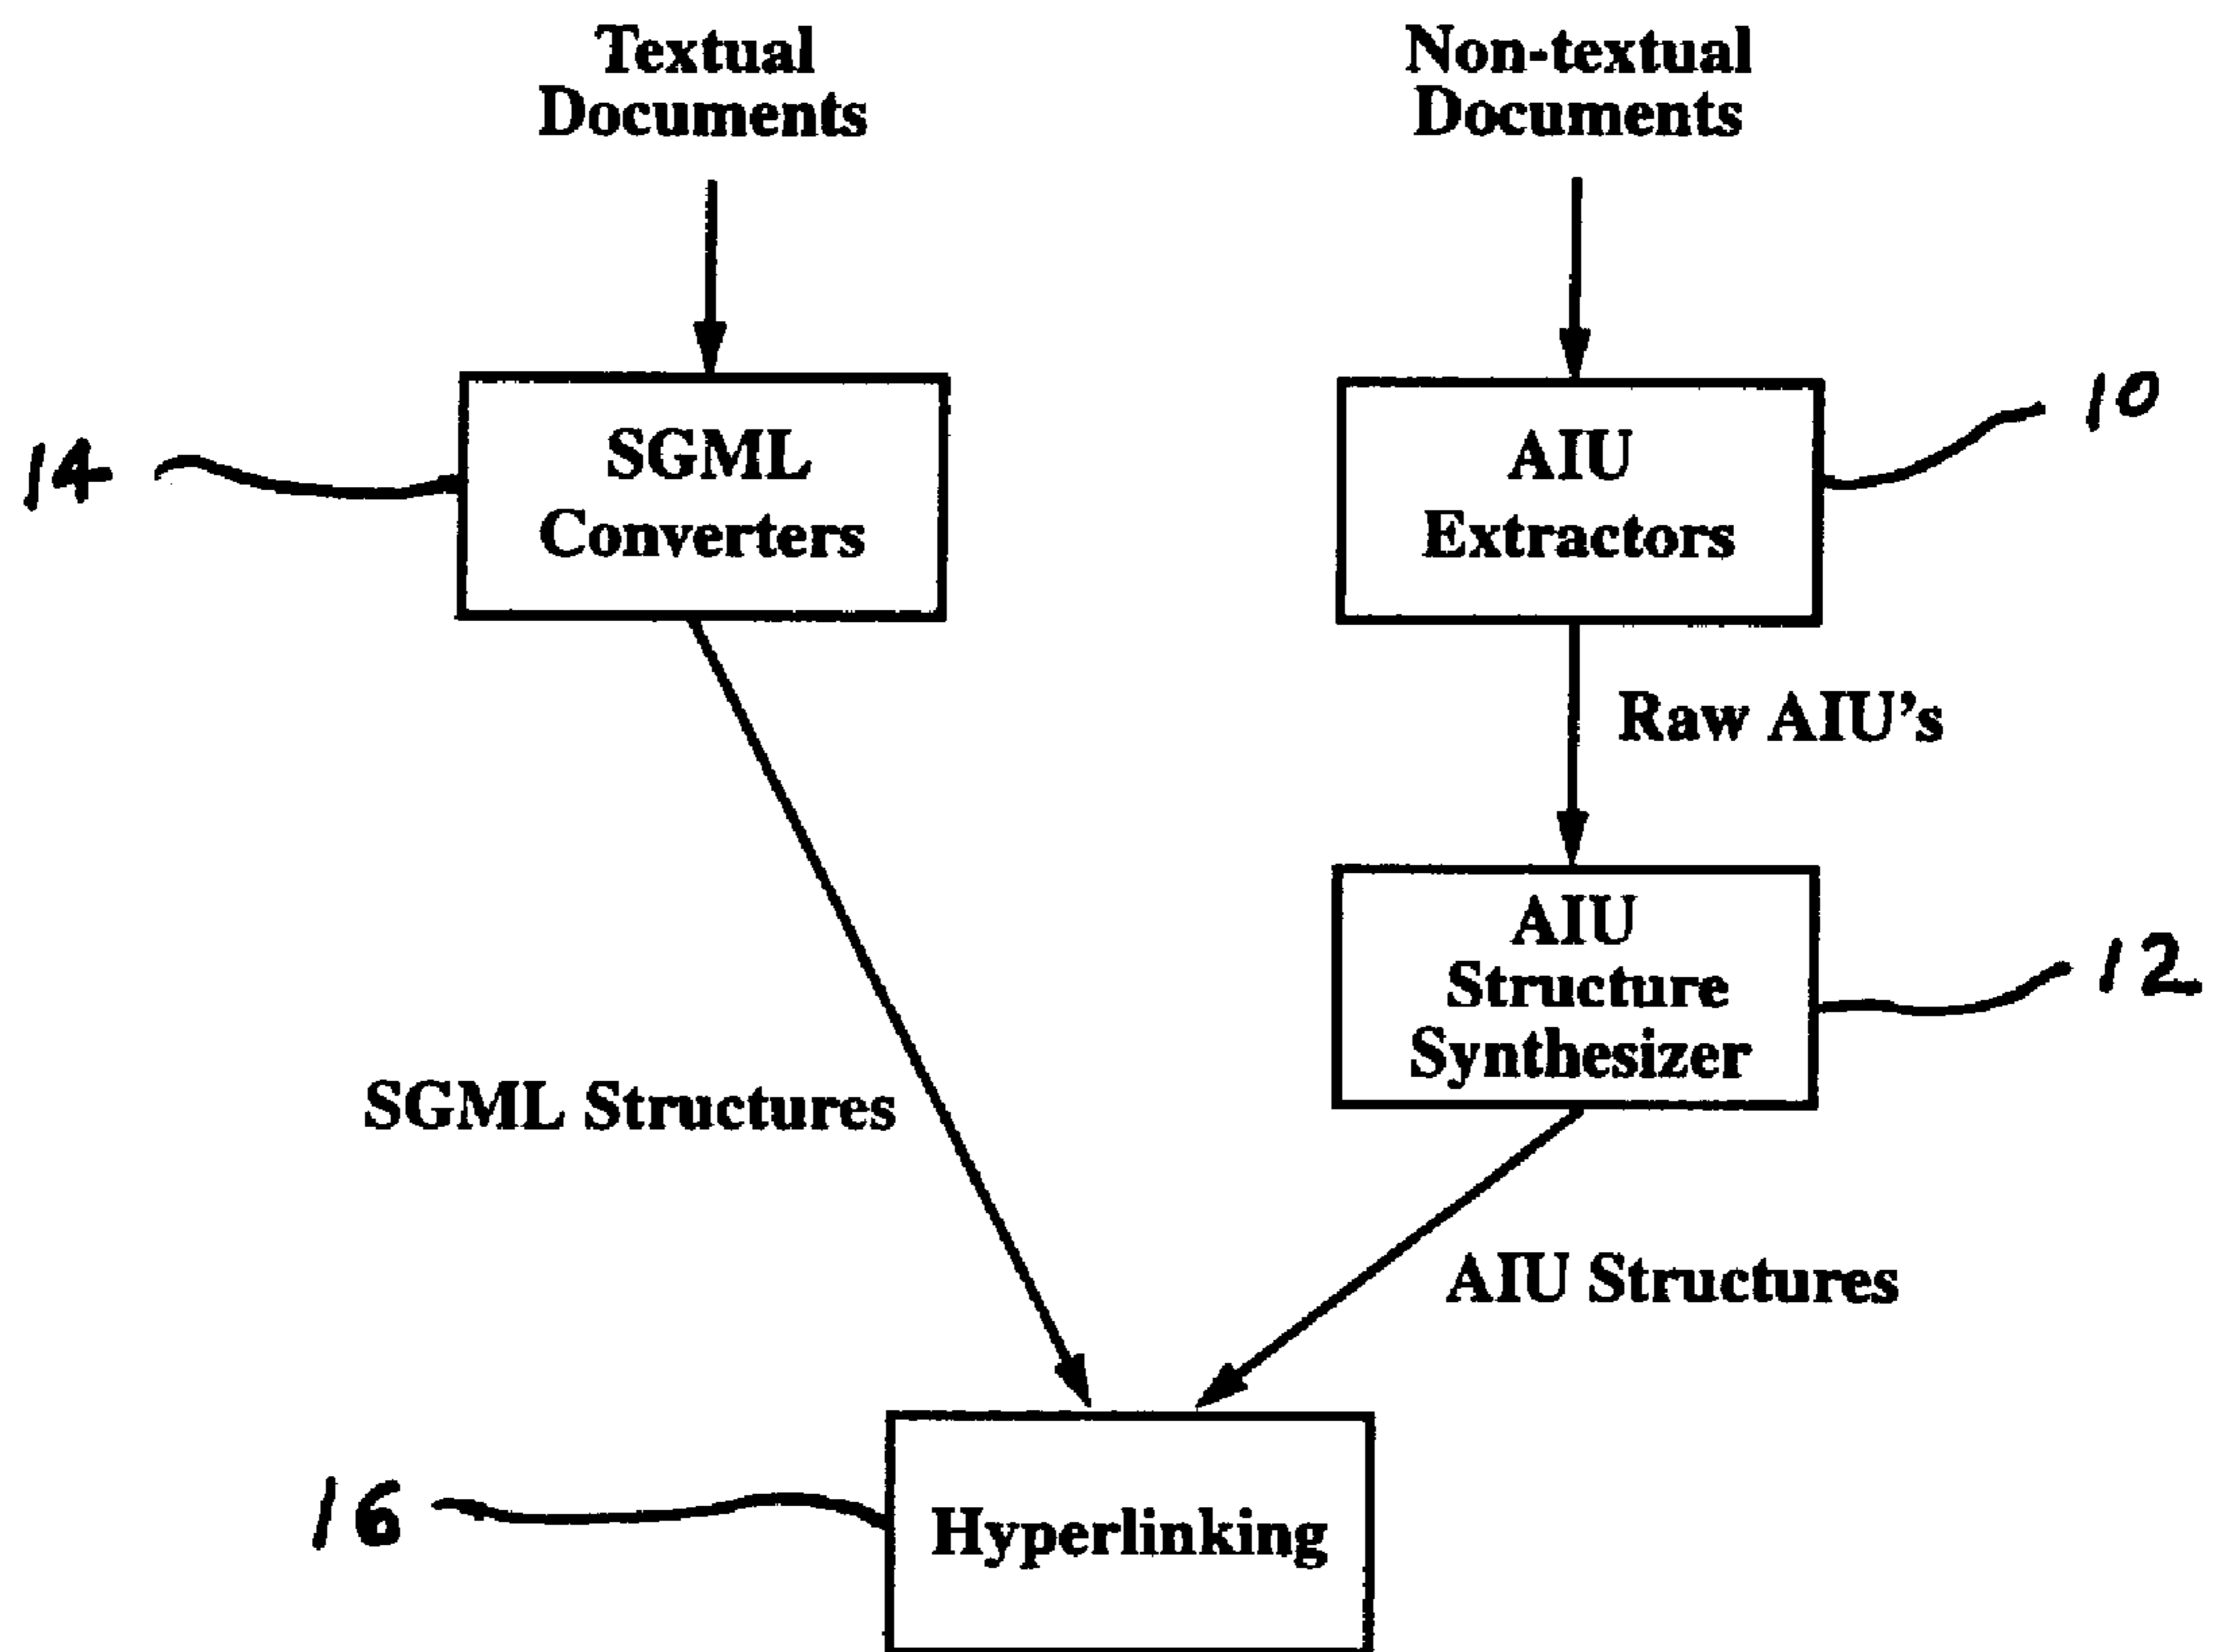 Textual
Documents
Non-textual
Documents
14
SGML
Converters
AIU
Extractors
10
Raw AIU's
AIU
Structure
Synthesizer
12
SGML Structures
AIU Structures
16
Hyperlinking